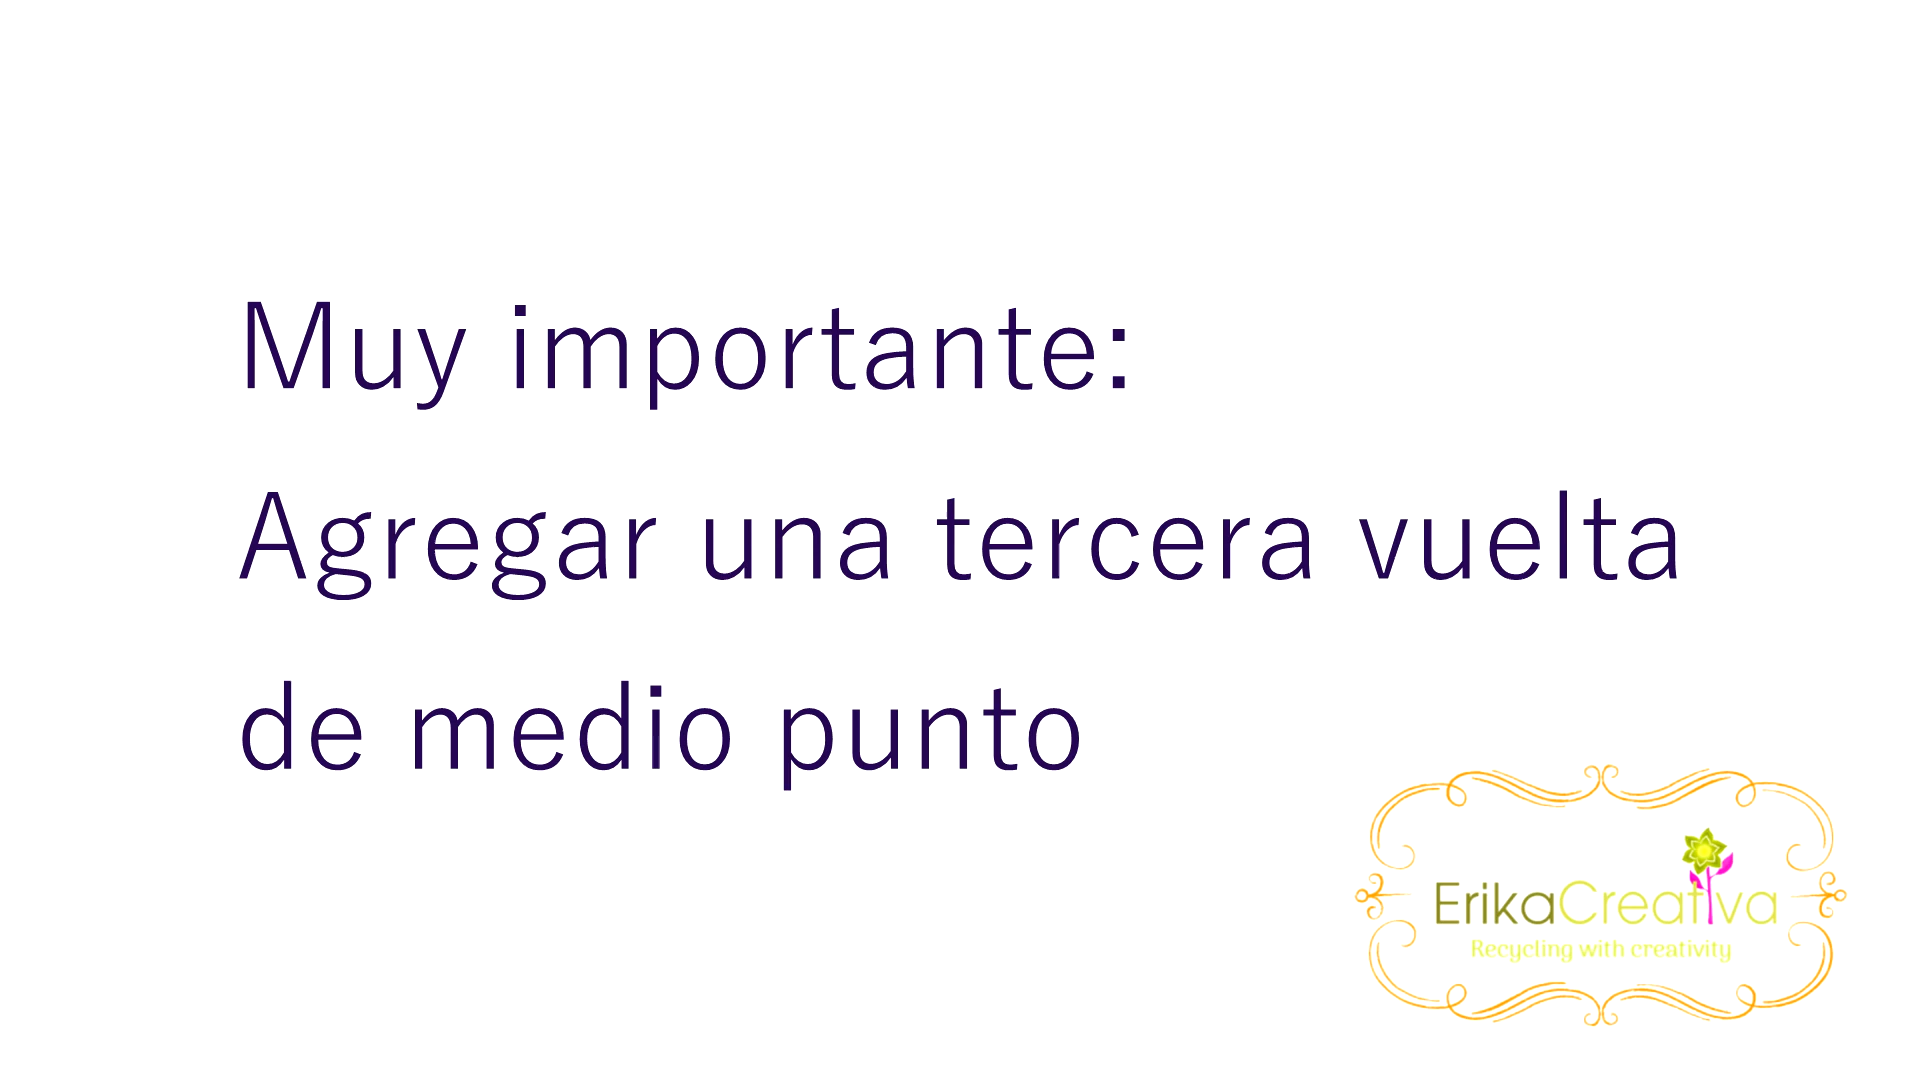 Muy importante:
Agregar una tercera vuelta
de medio punto
ErikaCreativa
Recycling with creativity